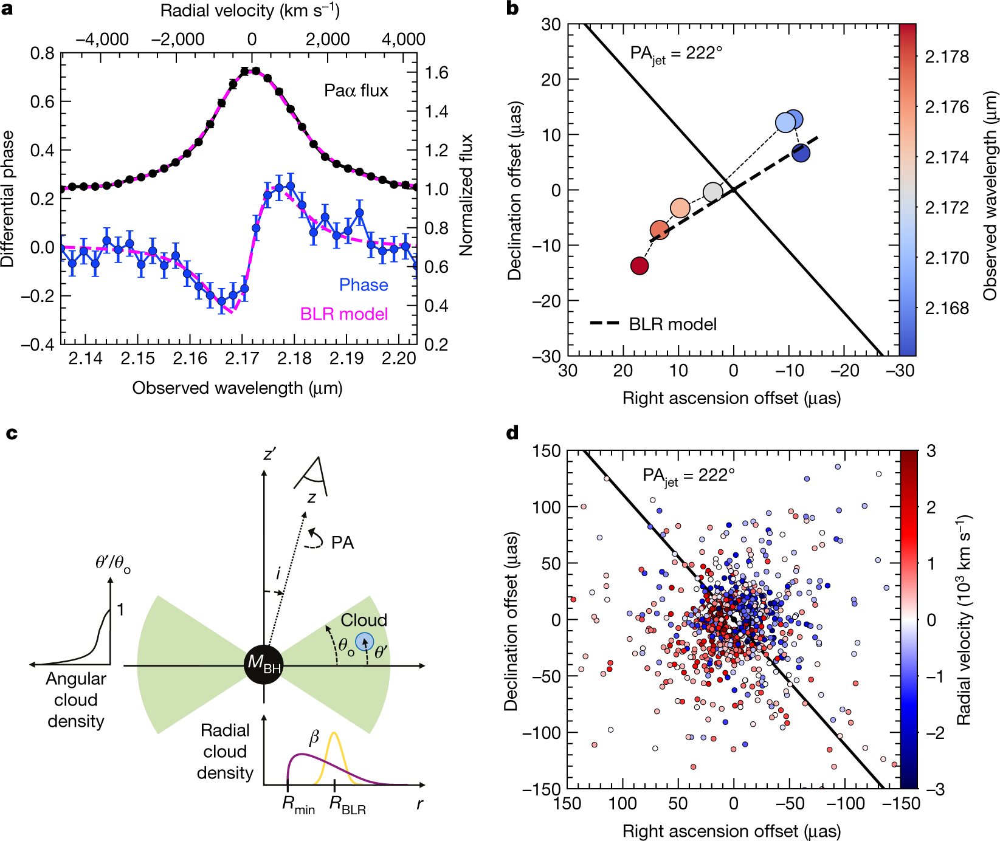 a
Radial velocity (km s⁻¹)
−4,000 −2,000 0 2,000 4,000
0.8
0.6
0.4
0.2
0.0
−0.2
−0.4
Differential phase
1.6
1.4
1.2
1.0
0.8
0.6
0.4
0.2
Normalized flux
Paα flux
Phase
BLR model
2.14 2.15 2.16 2.17 2.18 2.19 2.20
Observed wavelength (μm)
b
30
20
10
0
−10
−20
−30
Declination offset (μas)
PAjet = 222°
BLR model
30 20 10 0 −10 −20 −30
Right ascension offset (μas)
2.178
2.176
2.174
2.172
2.170
2.168
Observed wavelength (μm)
c
z′
z
PA
i
θ′/θo
1
Cloud
θo
θ′
MBH
Angular
cloud
density
Radial
cloud
density
β
Rmin RBLR r
d
150
100
50
0
−50
−100
−150
Declination offset (μas)
PAjet = 222°
150 100 50 0 −50 −100 −150
Right ascension offset (μas)
3
2
1
0
−1
−2
−3
Radial velocity (10³ km s⁻¹)